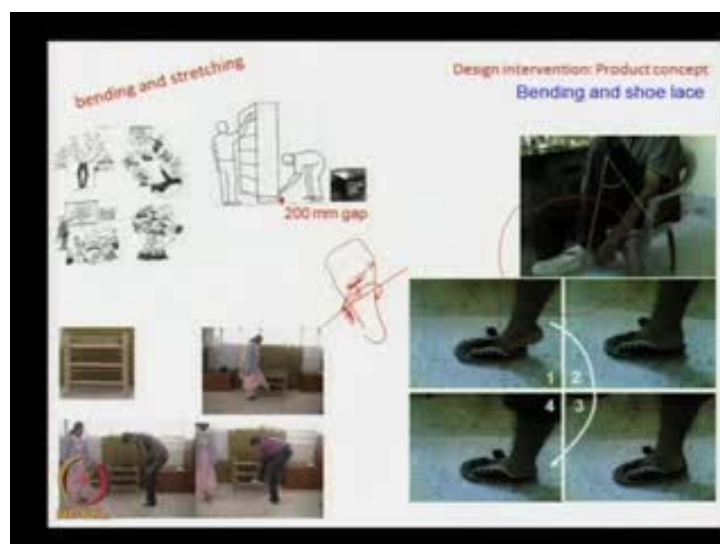 bending and stretching
Design intervention: Product concept
Bending and shoe lace
200 mm gap
1 2
4 3